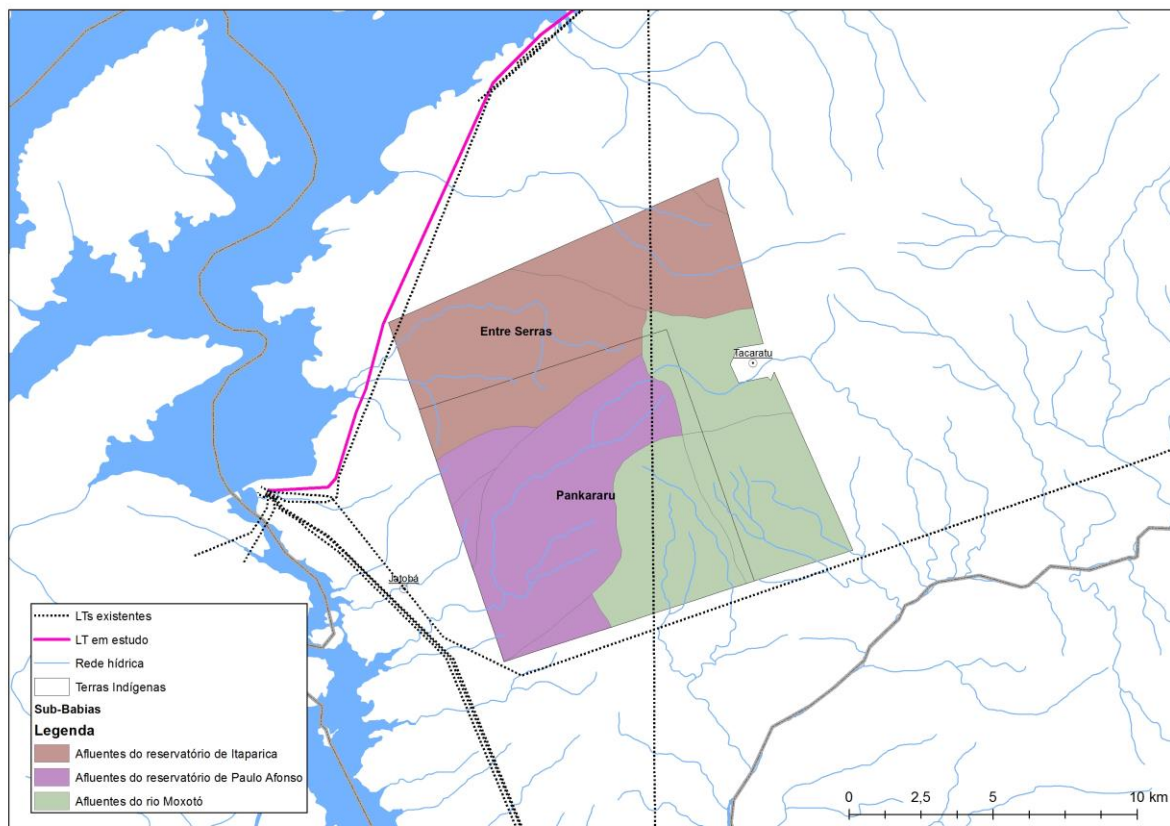 Entre Serras
Tacaratu
Pankararu
Jatobá
LTs existentes
LT em estudo
Rede hídrica
Terras Indígenas
Sub-Babias
Legenda
Afluentes do reservatório de Itaparica
Afluentes do reservatório de Paulo Afonso
Afluentes do rio Moxotó
0 2,5 5 10 km